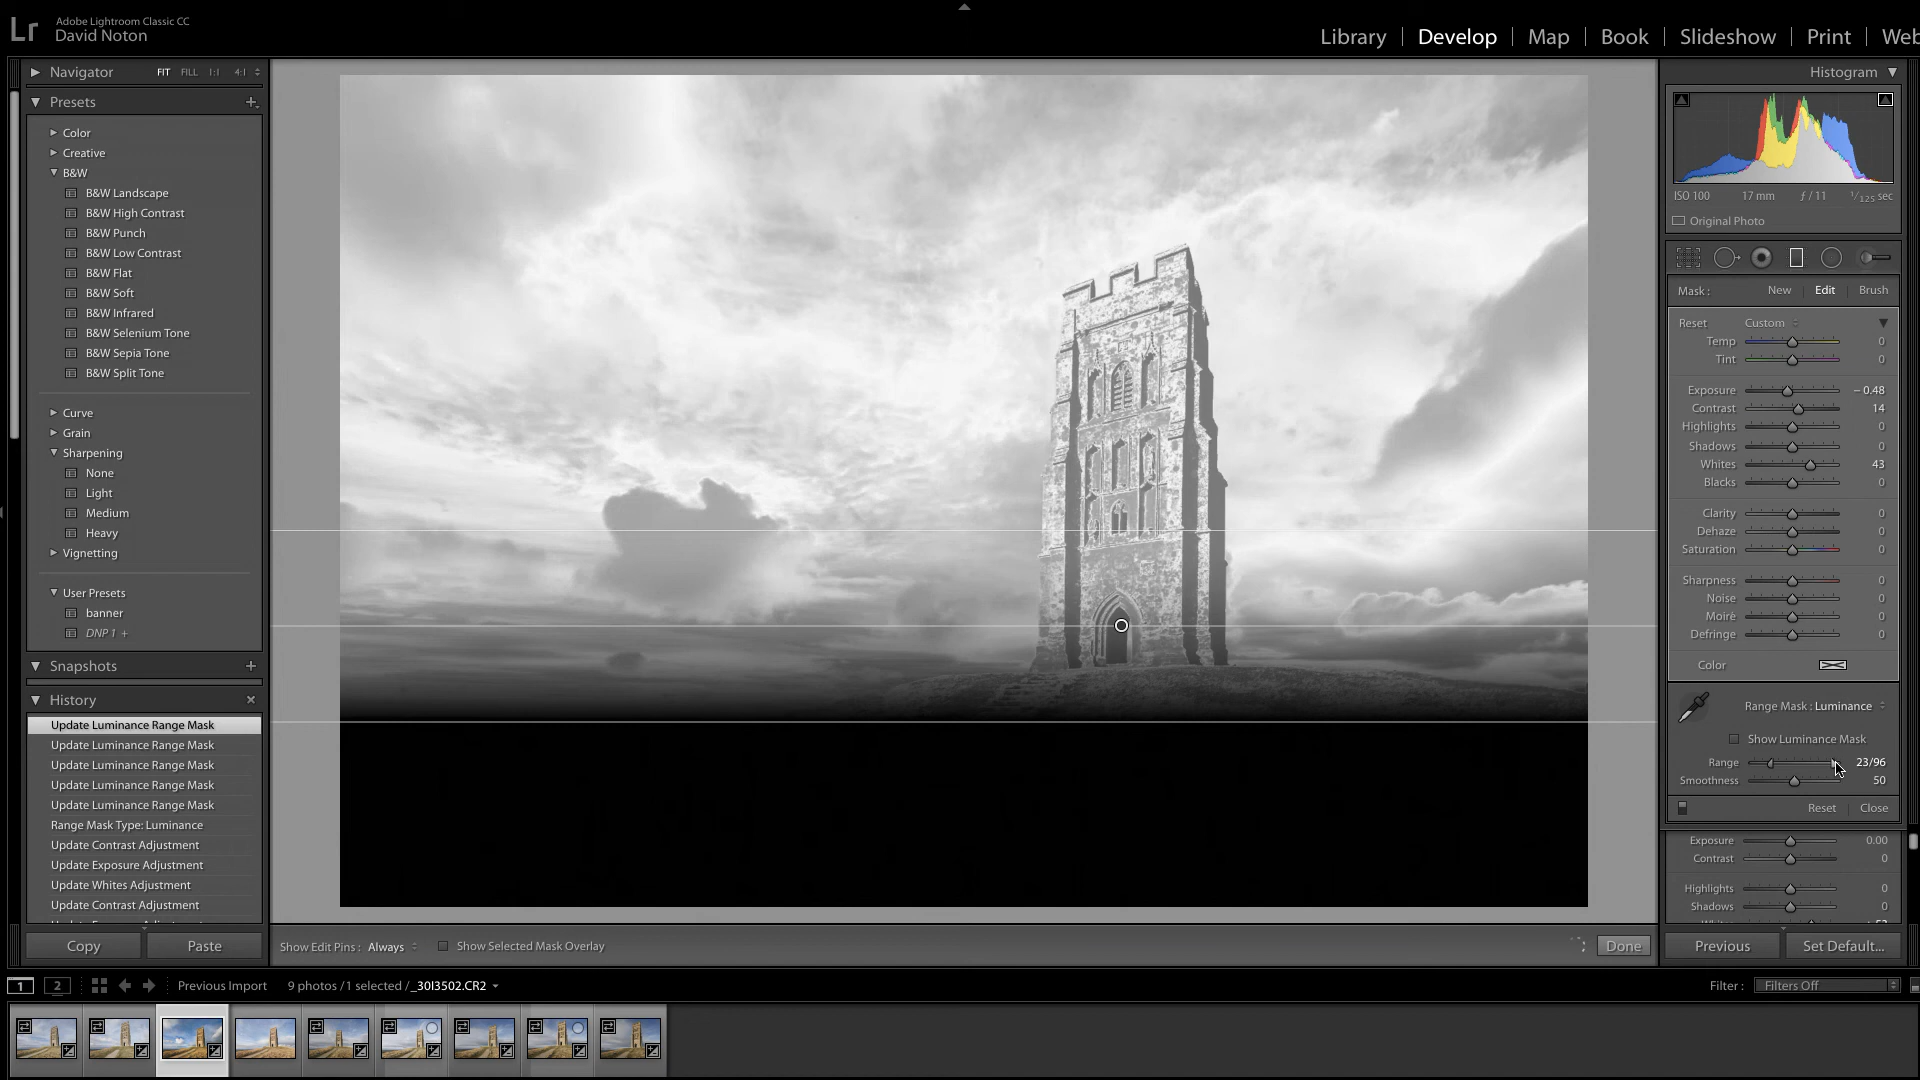 Lr
Adobe Lightroom Classic CC
David Noton
Library | Develop | Map | Book | Slideshow | Print | Web
Navigator FIT FILL 1:1 4:1
Presets
Color
Creative
B&W
B&W Landscape
B&W High Contrast
B&W Punch
B&W Low Contrast
B&W Flat
B&W Soft
B&W Infrared
B&W Selenium Tone
B&W Sepia Tone
B&W Split Tone
Curve
Grain
Sharpening
None
Light
Medium
Heavy
Vignetting
User Presets
banner
DNP 1 +
Snapshots
History
Update Luminance Range Mask
Update Luminance Range Mask
Update Luminance Range Mask
Update Luminance Range Mask
Update Luminance Range Mask
Range Mask Type: Luminance
Update Contrast Adjustment
Update Exposure Adjustment
Update Whites Adjustment
Update Contrast Adjustment
Copy Paste
Show Edit Pins : Always Show Selected Mask Overlay Done
Histogram
ISO 100 17 mm ƒ / 11 1/125 sec
Original Photo
Mask : New Edit Brush
Reset Custom
Temp 0
Tint 0
Exposure – 0.48
Contrast 14
Highlights 0
Shadows 0
Whites 43
Blacks 0
Clarity 0
Dehaze 0
Saturation 0
Sharpness 0
Noise 0
Moiré 0
Defringe 0
Color
Range Mask : Luminance
Show Luminance Mask
Range 23/96
Smoothness 50
Reset Close
Exposure 0.00
Contrast 0
Highlights 0
Shadows 0
Previous Set Default...
1 2 Previous Import 9 photos / 1 selected / _30I3502.CR2 Filter : Filters Off